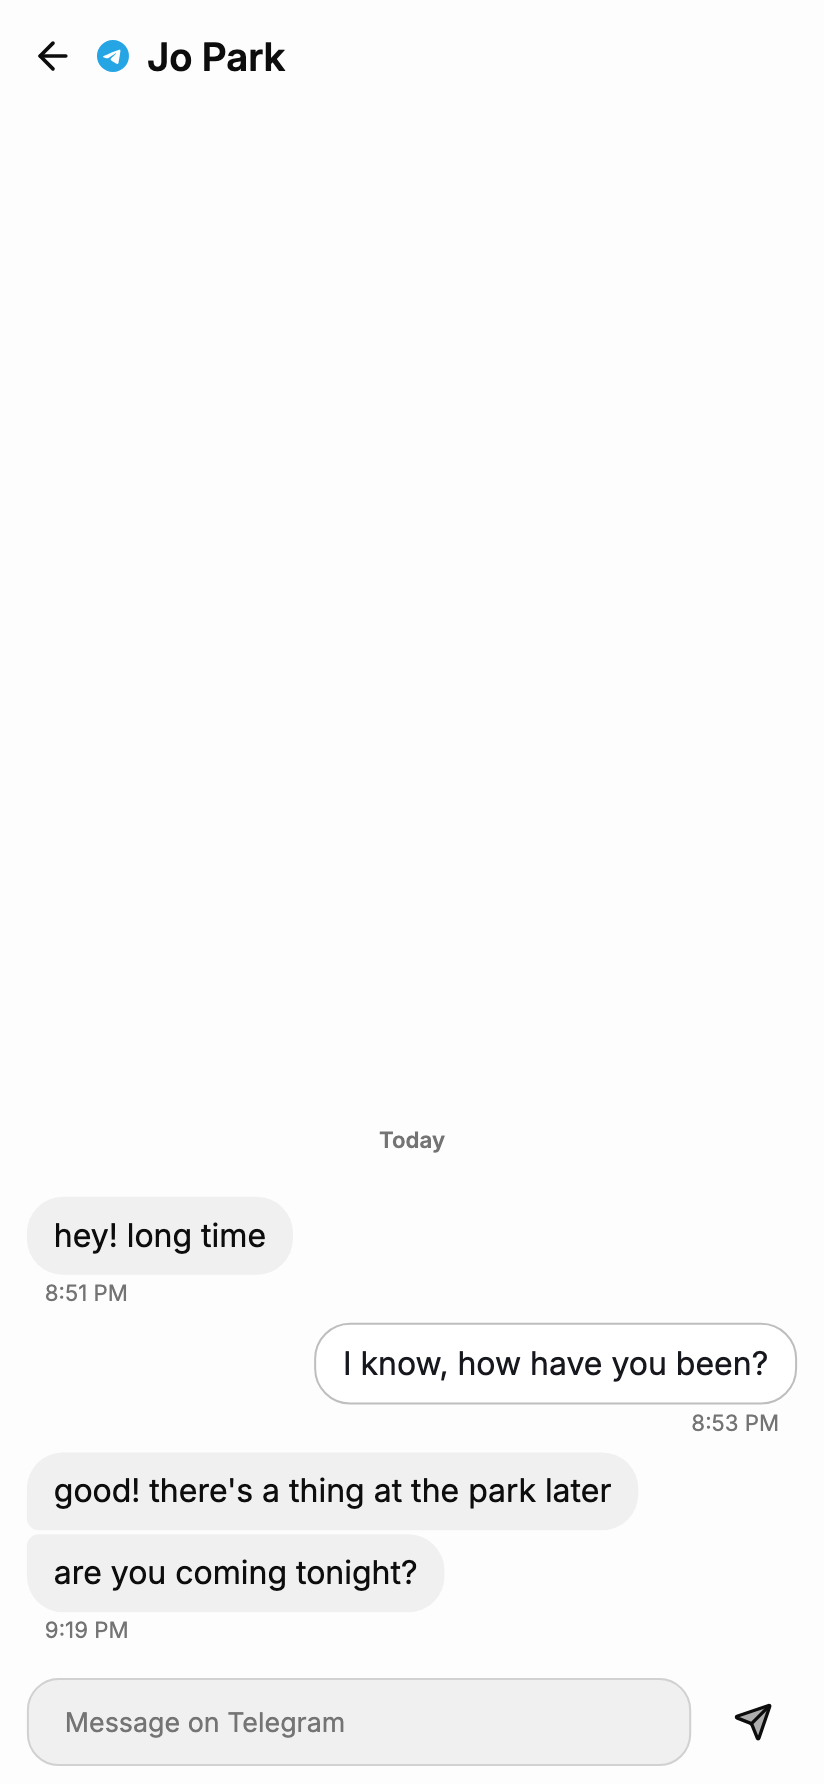 Jo Park
Today
hey! long time
8:51 PM
I know, how have you been?
8:53 PM
good! there's a thing at the park later
are you coming tonight?
9:19 PM
Message on Telegram